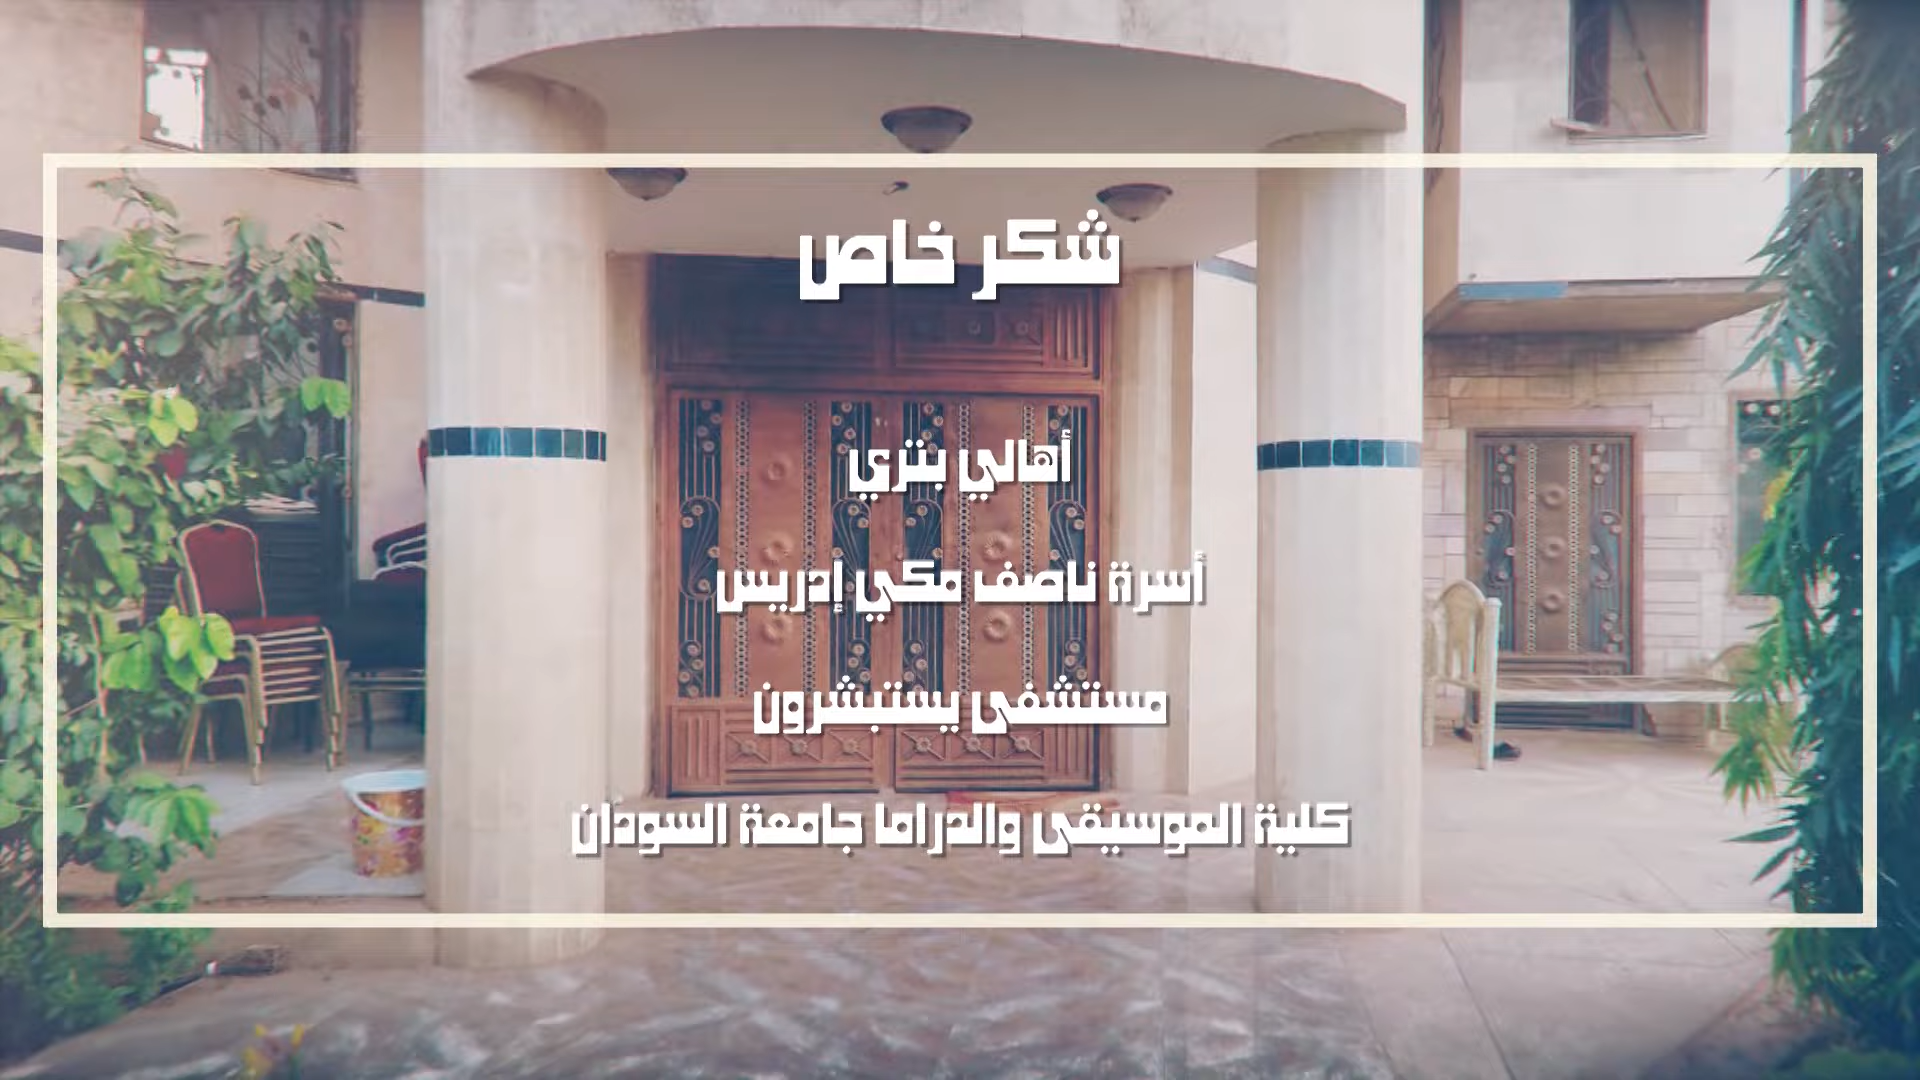 شكر خاص
أهالي بتري
أسرة ناصف مكي إدريس
مستشفى يستبشرون
كلية الموسيقى والدراما جامعة السودان